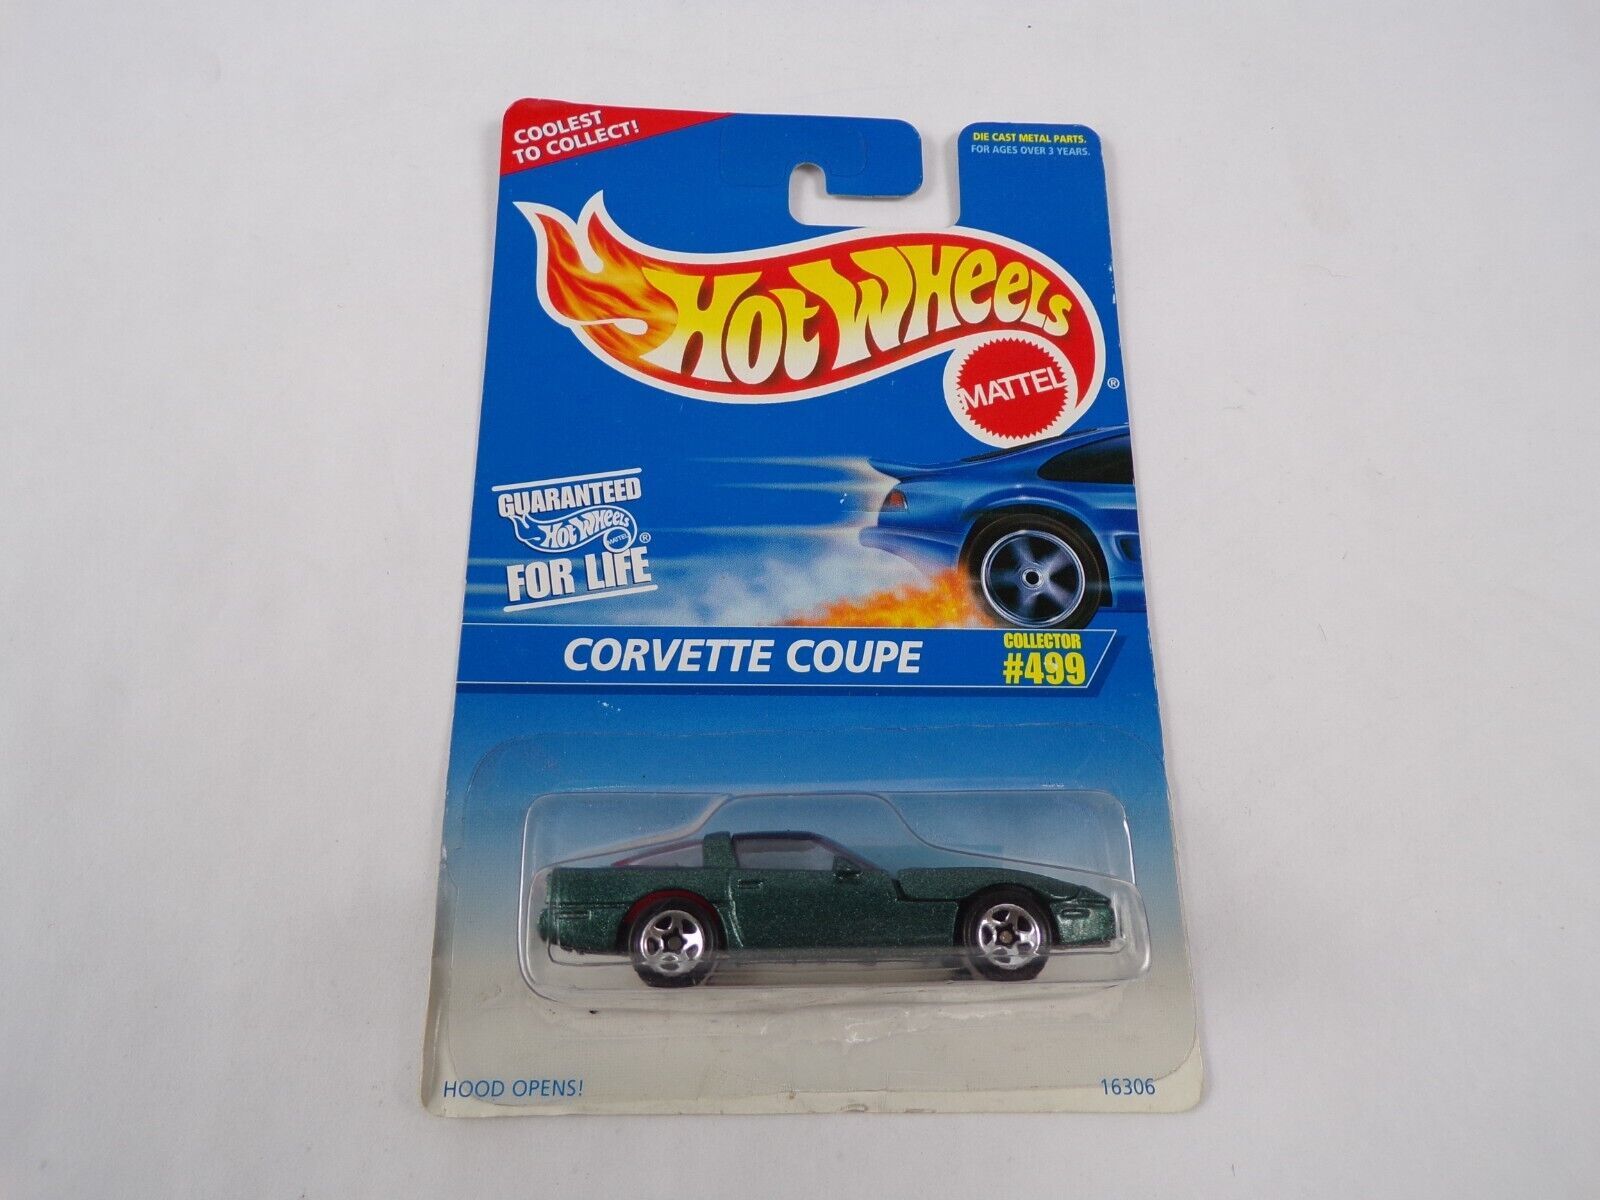 COOLEST
TO COLLECT!
DIE CAST METAL PARTS.
FOR AGES OVER 3 YEARS.
HOT WHEELS
MATTEL
®
GUARANTEED
HOT WHEELS
MATTEL
®
FOR LIFE
CORVETTE COUPE
COLLECTOR
#499
HOOD OPENS!
16306